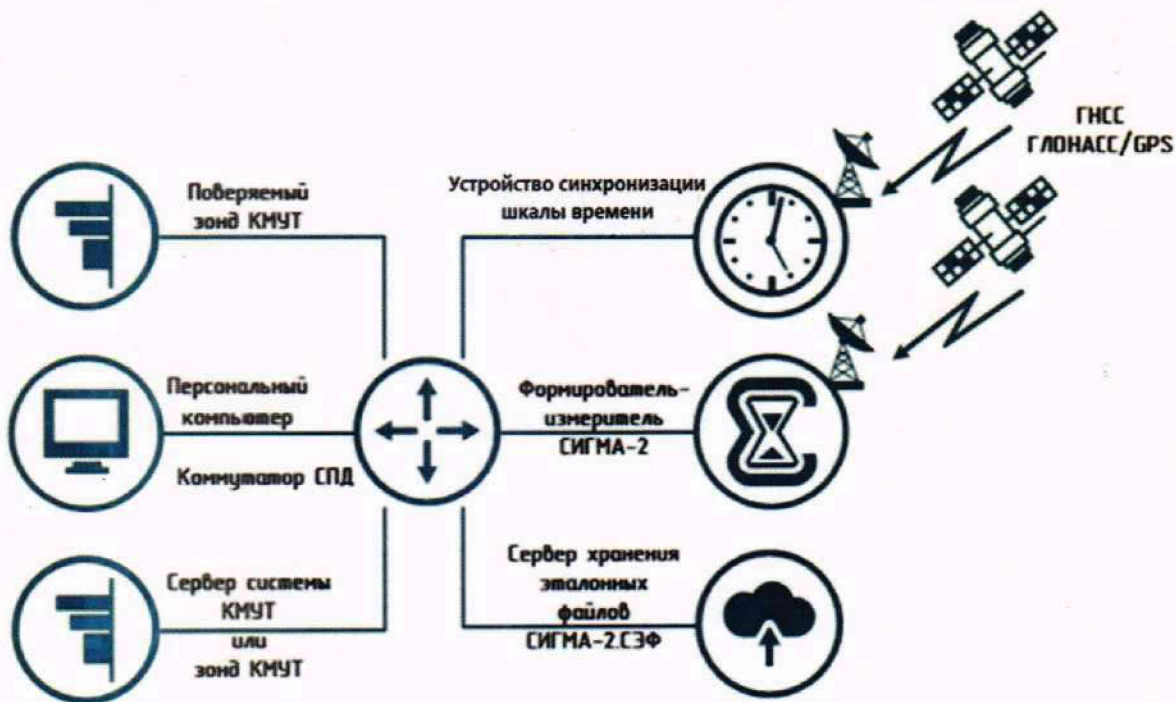 ГНСС
ГЛОНАСС/GPS
Поверяемый
зонд КМУТ
Устройство синхронизации
шкалы времени
Персональный
компьютер
Коммутатор СПД
Формирователь-
измеритель
СИГМА-2
Сервер системы
КМУТ
или
зонд КМУТ
Сервер хранения
эталонных
файлов
СИГМА-2.СЭФ